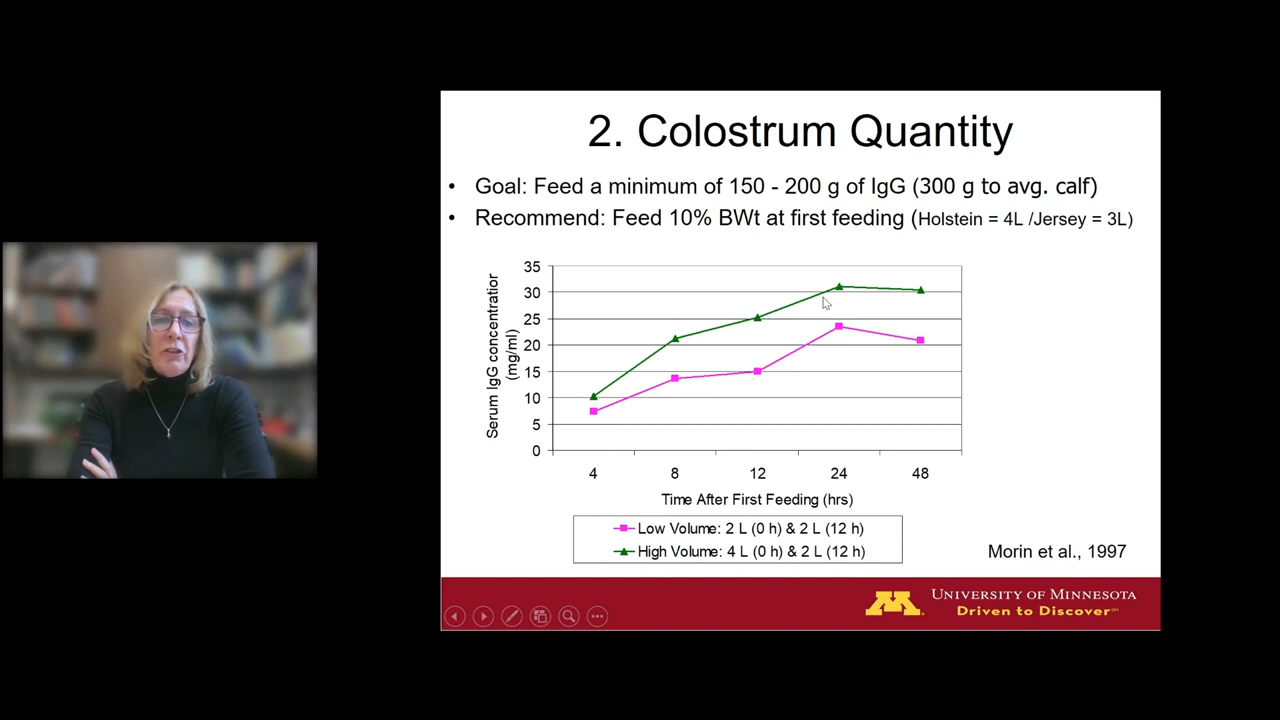 2. Colostrum Quantity
• Goal: Feed a minimum of 150 - 200 g of IgG (300 g to avg. calf)
• Recommend: Feed 10% BWt at first feeding (Holstein = 4L /Jersey = 3L)
Serum IgG concentration
(mg/ml)
35
30
25
20
15
10
5
0
4 8 12 24 48
Time After First Feeding (hrs)
Low Volume: 2 L (0 h) & 2 L (12 h)
High Volume: 4 L (0 h) & 2 L (12 h)
Morin et al., 1997
M
UNIVERSITY OF MINNESOTA
Driven to Discover℠